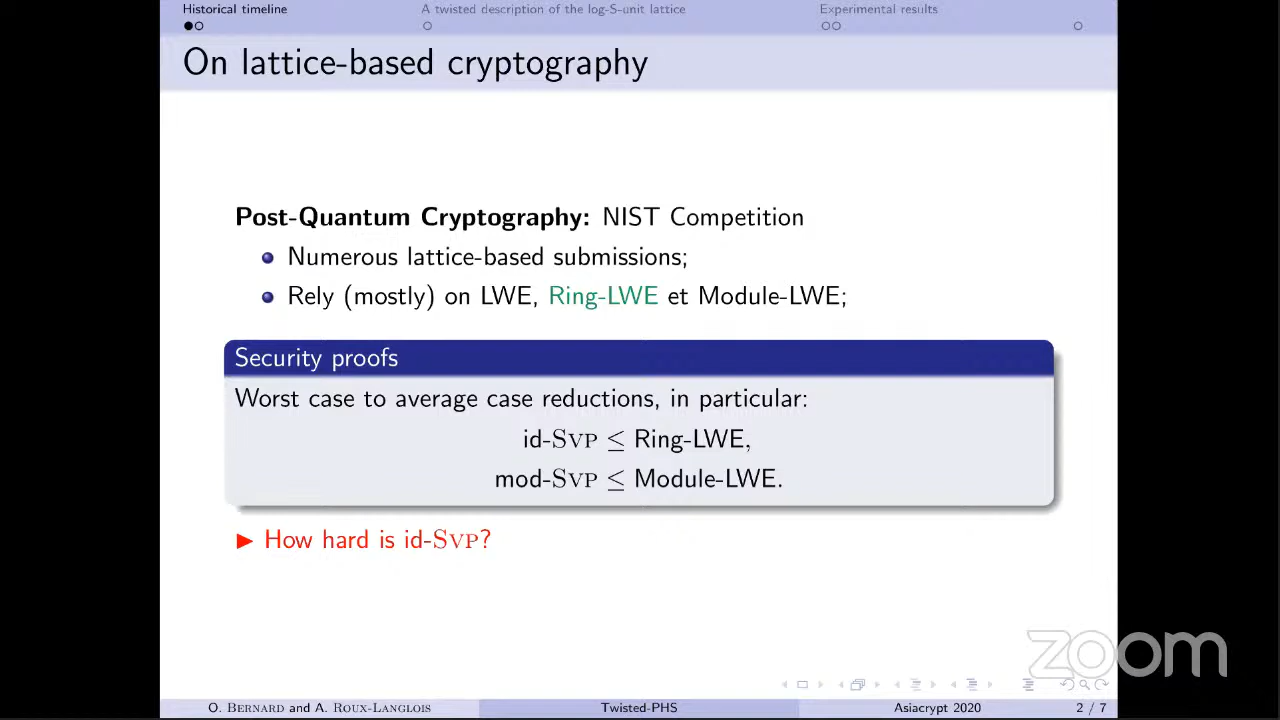 Historical timeline
A twisted description of the log-S-unit lattice
Experimental results
On lattice-based cryptography
Post-Quantum Cryptography: NIST Competition
Numerous lattice-based submissions;
Rely (mostly) on LWE, Ring-LWE et Module-LWE;
Security proofs
Worst case to average case reductions, in particular:
id-SVP ≤ Ring-LWE,
mod-SVP ≤ Module-LWE.
▶ How hard is id-SVP?
zoom
O. BERNARD and A. ROUX-LANGLOIS
Twisted-PHS
Asiacrypt 2020
2 / 7